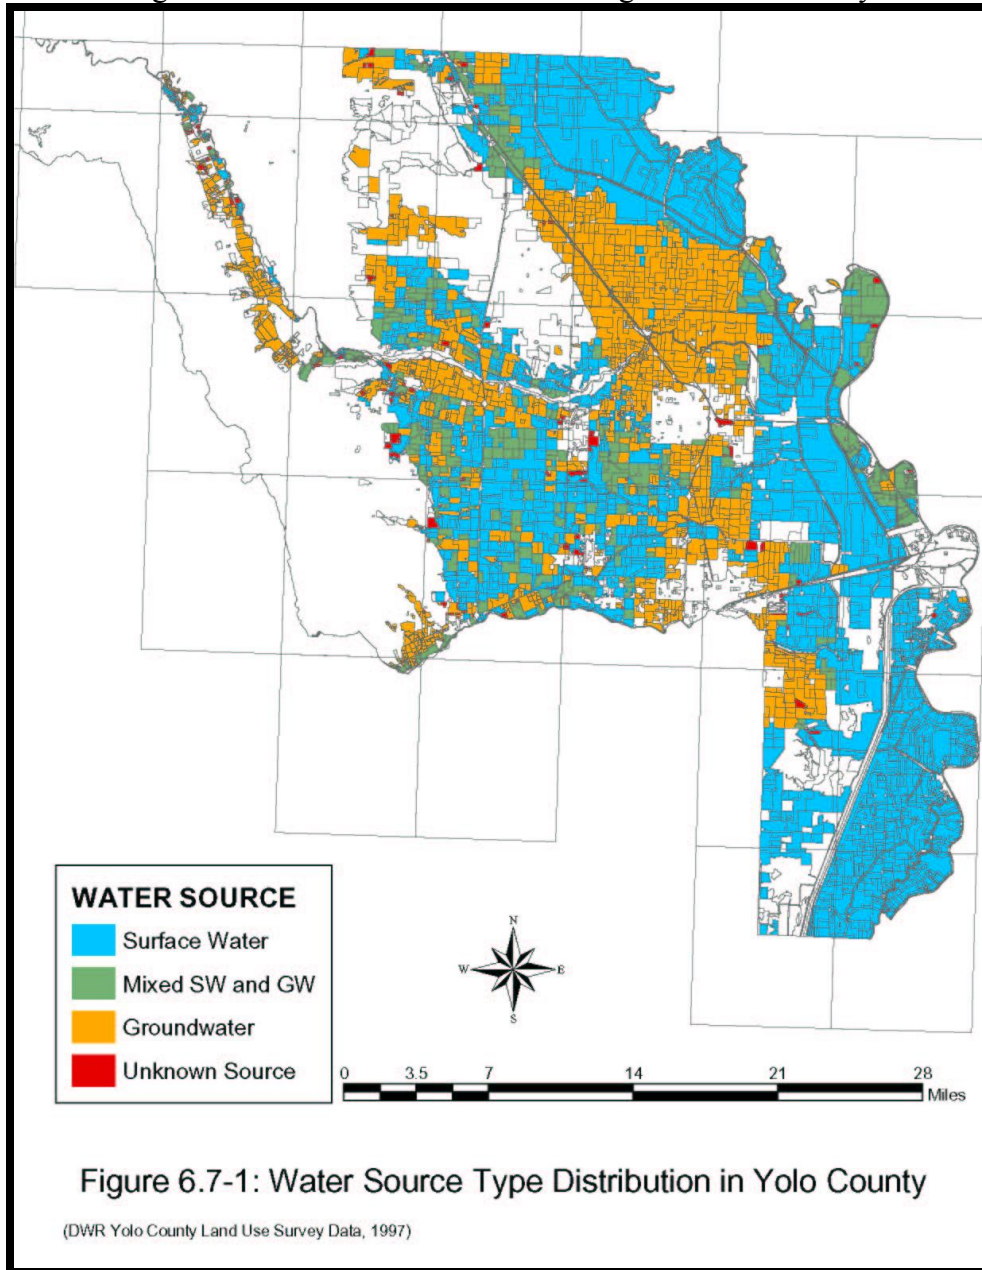 WATER SOURCE
Surface Water
Mixed SW and GW
Groundwater
Unknown Source
N
W E
S
0 3.5 7 14 21 28
Miles
Figure 6.7-1: Water Source Type Distribution in Yolo County
(DWR Yolo County Land Use Survey Data, 1997)